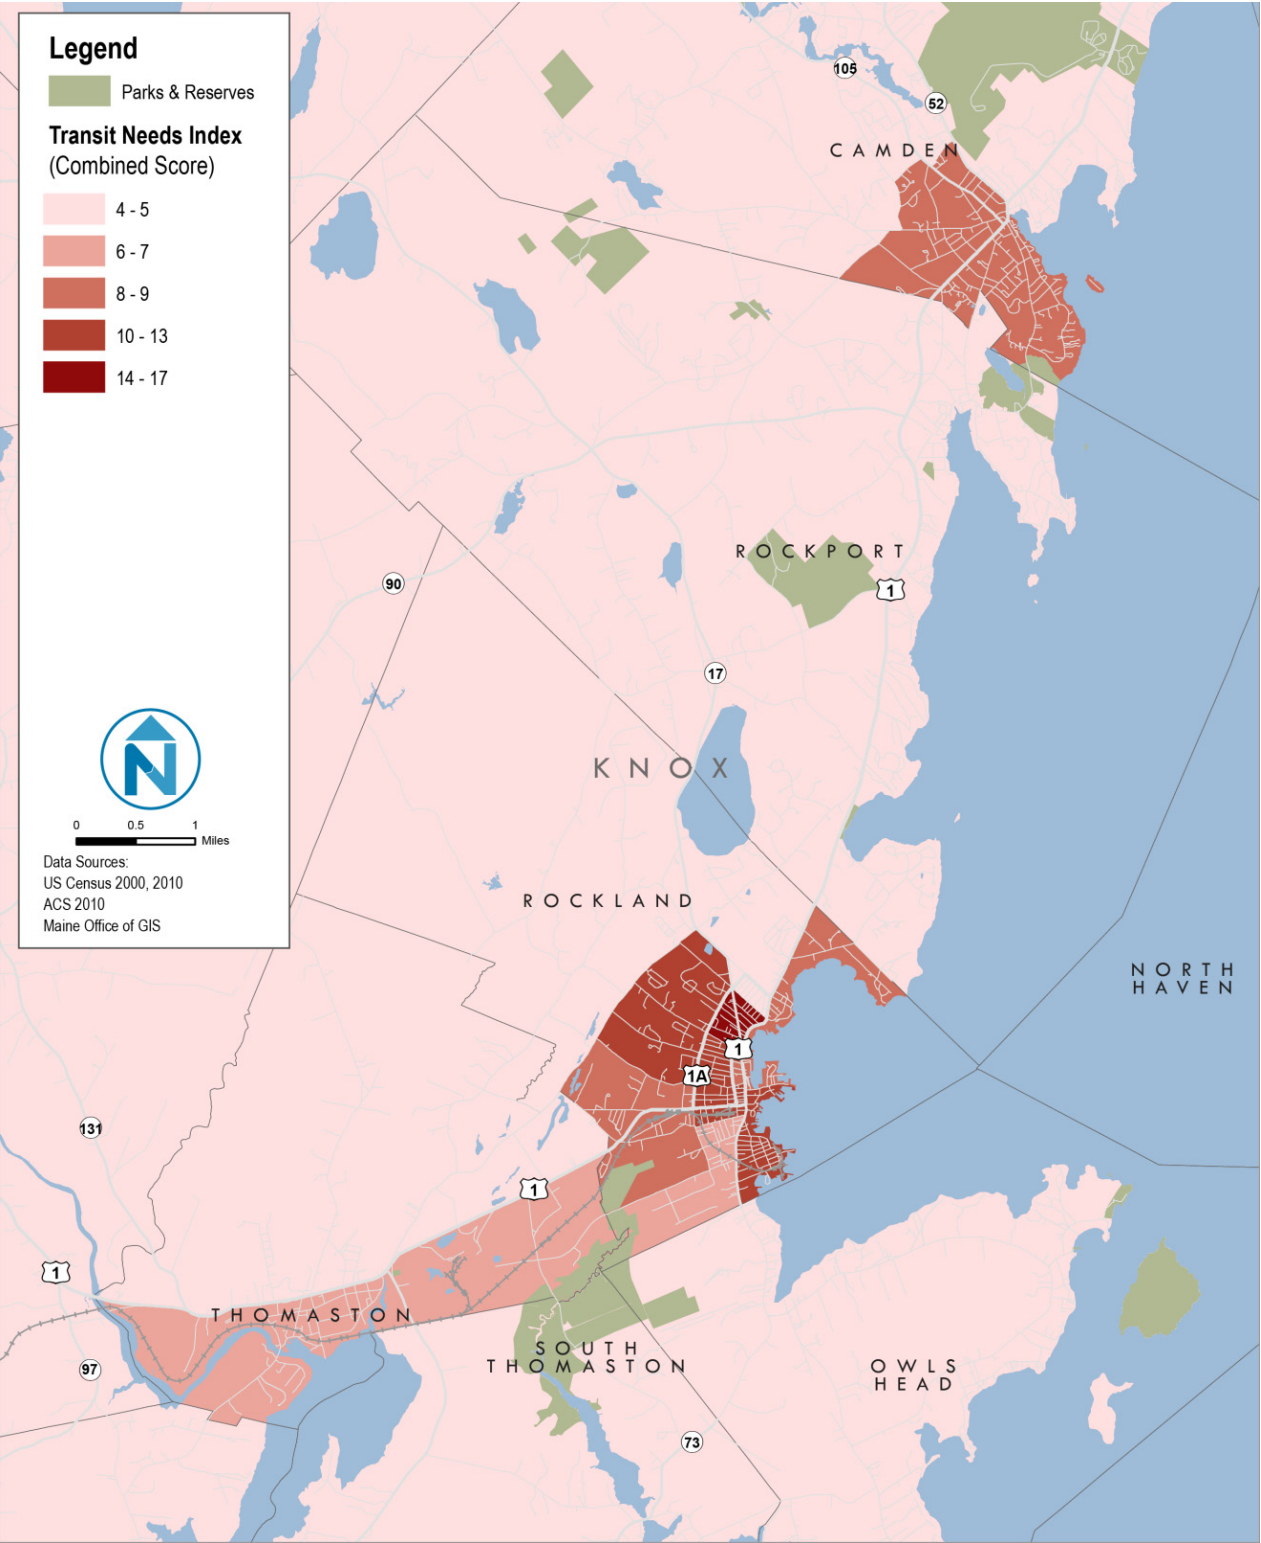 Legend
Parks & Reserves
Transit Needs Index
(Combined Score)
4 - 5
6 - 7
8 - 9
10 - 13
14 - 17
N
0 0.5 1
Miles
Data Sources:
US Census 2000, 2010
ACS 2010
Maine Office of GIS
105
52
CAMDEN
ROCKPORT
90
1
17
KNOX
ROCKLAND
NORTH
HAVEN
1
1A
131
1
1
THOMASTON
SOUTH
THOMASTON
97
OWLS
HEAD
73